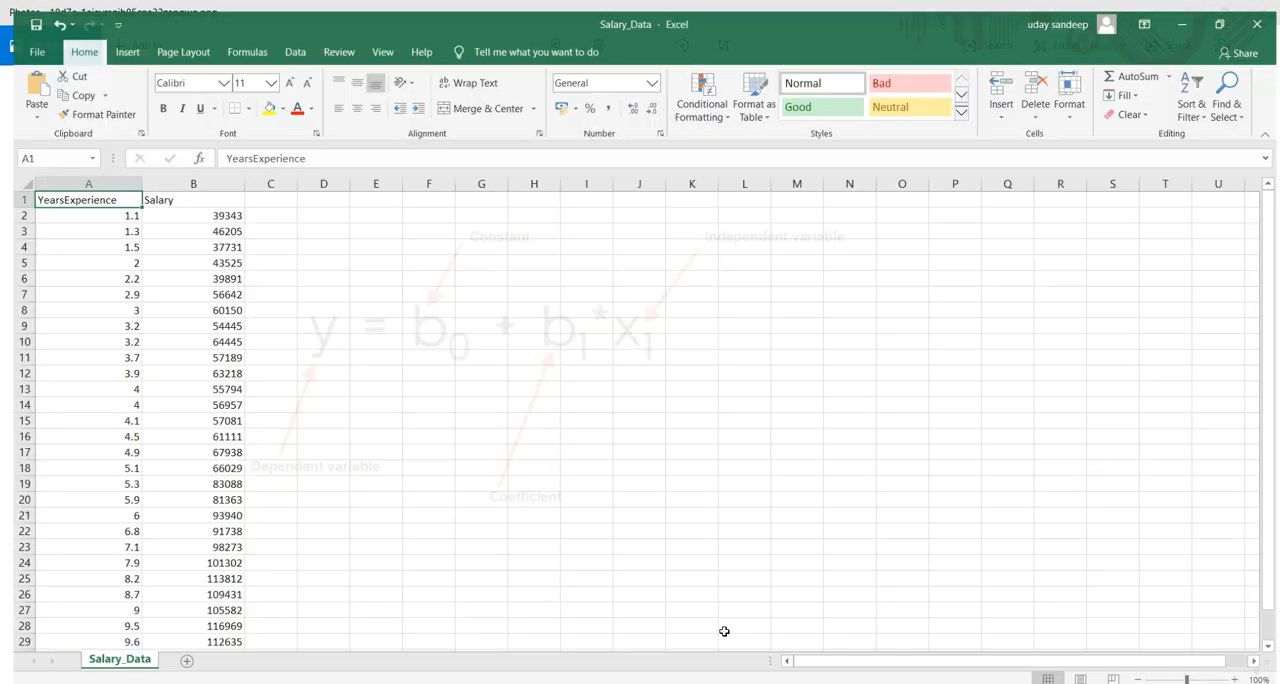 Salary_Data - Excel
uday sandeep
File Home Insert Page Layout Formulas Data Review View Help Tell me what you want to do
Share
Paste
Cut
Copy
Format Painter
Clipboard
Calibri 11
B I U
Font
Wrap Text
Merge & Center
Alignment
General
%
Number
Conditional Formatting
Format as Table
Normal Bad
Good Neutral
Styles
Insert Delete Format
Cells
AutoSum
Fill
Clear
Sort & Filter
Find & Select
Editing
A1 fx YearsExperience
A B C D E F G H I J K L M N O P Q R S T U
1 YearsExperience Salary
2 1.1 39343
3 1.3 46205
4 1.5 37731
5 2 43525
6 2.2 39891
7 2.9 56642
8 3 60150
9 3.2 54445
10 3.2 64445
11 3.7 57189
12 3.9 63218
13 4 55794
14 4 56957
15 4.1 57081
16 4.5 61111
17 4.9 67938
18 5.1 66029
19 5.3 83088
20 5.9 81363
21 6 93940
22 6.8 91738
23 7.1 98273
24 7.9 101302
25 8.2 113812
26 8.7 109431
27 9 105582
28 9.5 116969
29 9.6 112635
Constant
Independent variable
y = b0 + b1*x1
Dependent variable
Coefficient
Salary_Data
100%